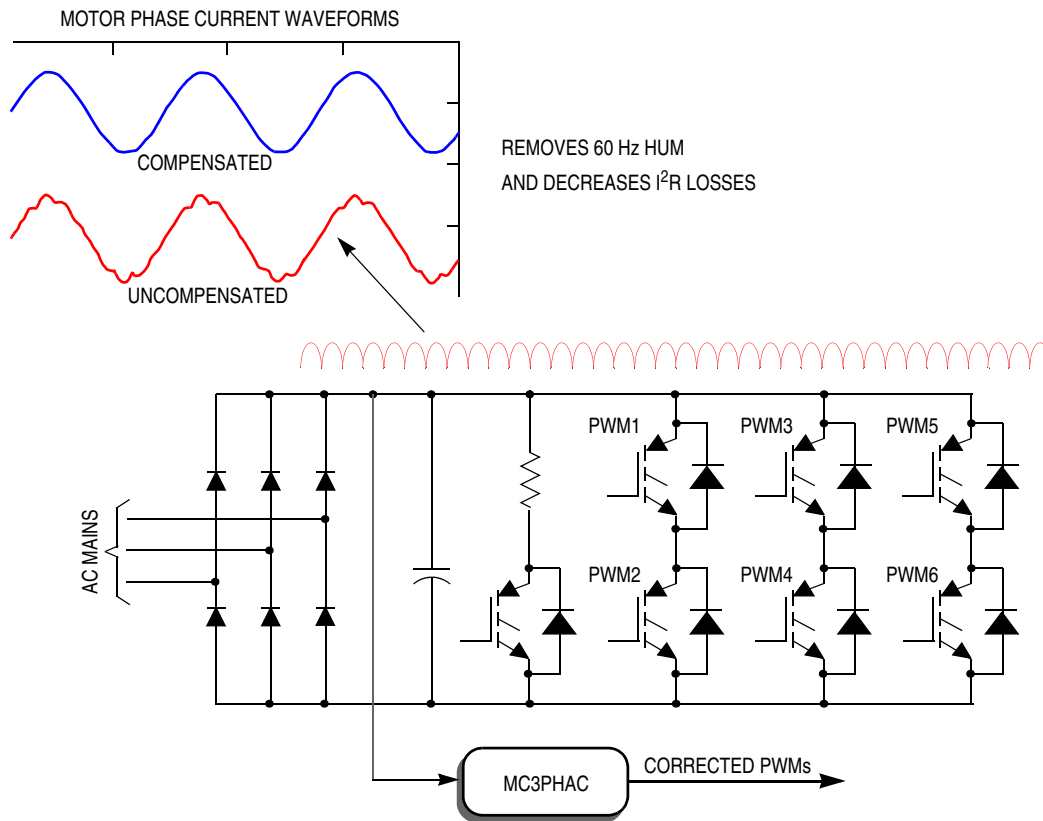 MOTOR PHASE CURRENT WAVEFORMS
COMPENSATED
REMOVES 60 Hz HUM
AND DECREASES I²R LOSSES
UNCOMPENSATED
PWM1
PWM3
PWM5
AC MAINS
PWM2
PWM4
PWM6
MC3PHAC
CORRECTED PWMs